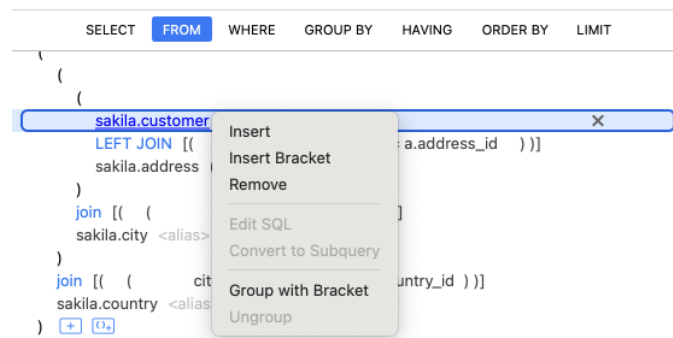 SELECT FROM WHERE GROUP BY HAVING ORDER BY LIMIT
(
(
(
sakila.customer
LEFT JOIN [( = a.address_id ) )]
sakila.address (
)
join [( ( ]
sakila.city <alias>
)
join [( ( cit untry_id ) )]
sakila.country <alias
)
Insert
Insert Bracket
Remove
Edit SQL
Convert to Subquery
Group with Bracket
Ungroup